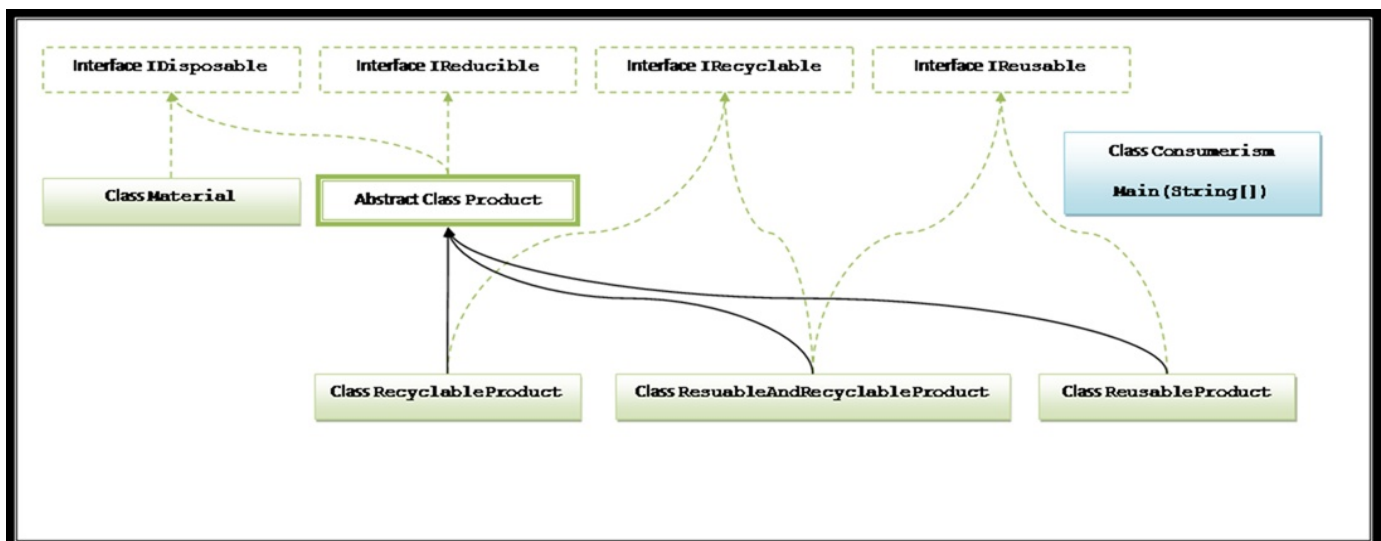 Interface IDisposable
Interface IReducible
Interface IRecyclable
Interface IReusable
Class Consumerism
Main(String[])
Class Material
Abstract Class Product
Class RecyclableProduct
Class ResuableAndRecyclableProduct
Class ReusableProduct